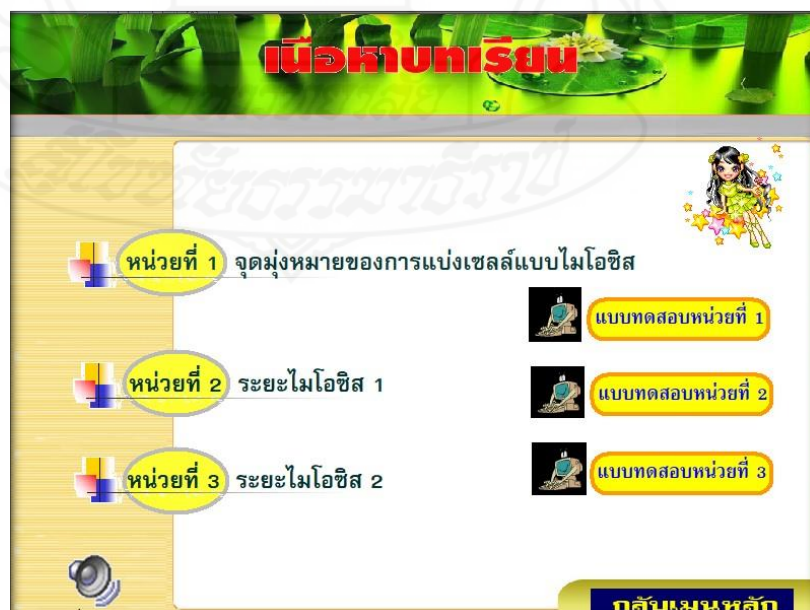 เนื้อหาบทเรียน
หน่วยที่ 1 จุดมุ่งหมายของการแบ่งเซลล์แบบไมโอซิส
แบบทดสอบหน่วยที่ 1
หน่วยที่ 2 ระยะไมโอซิส 1
แบบทดสอบหน่วยที่ 2
หน่วยที่ 3 ระยะไมโอซิส 2
แบบทดสอบหน่วยที่ 3
กลับเมนูหลัก